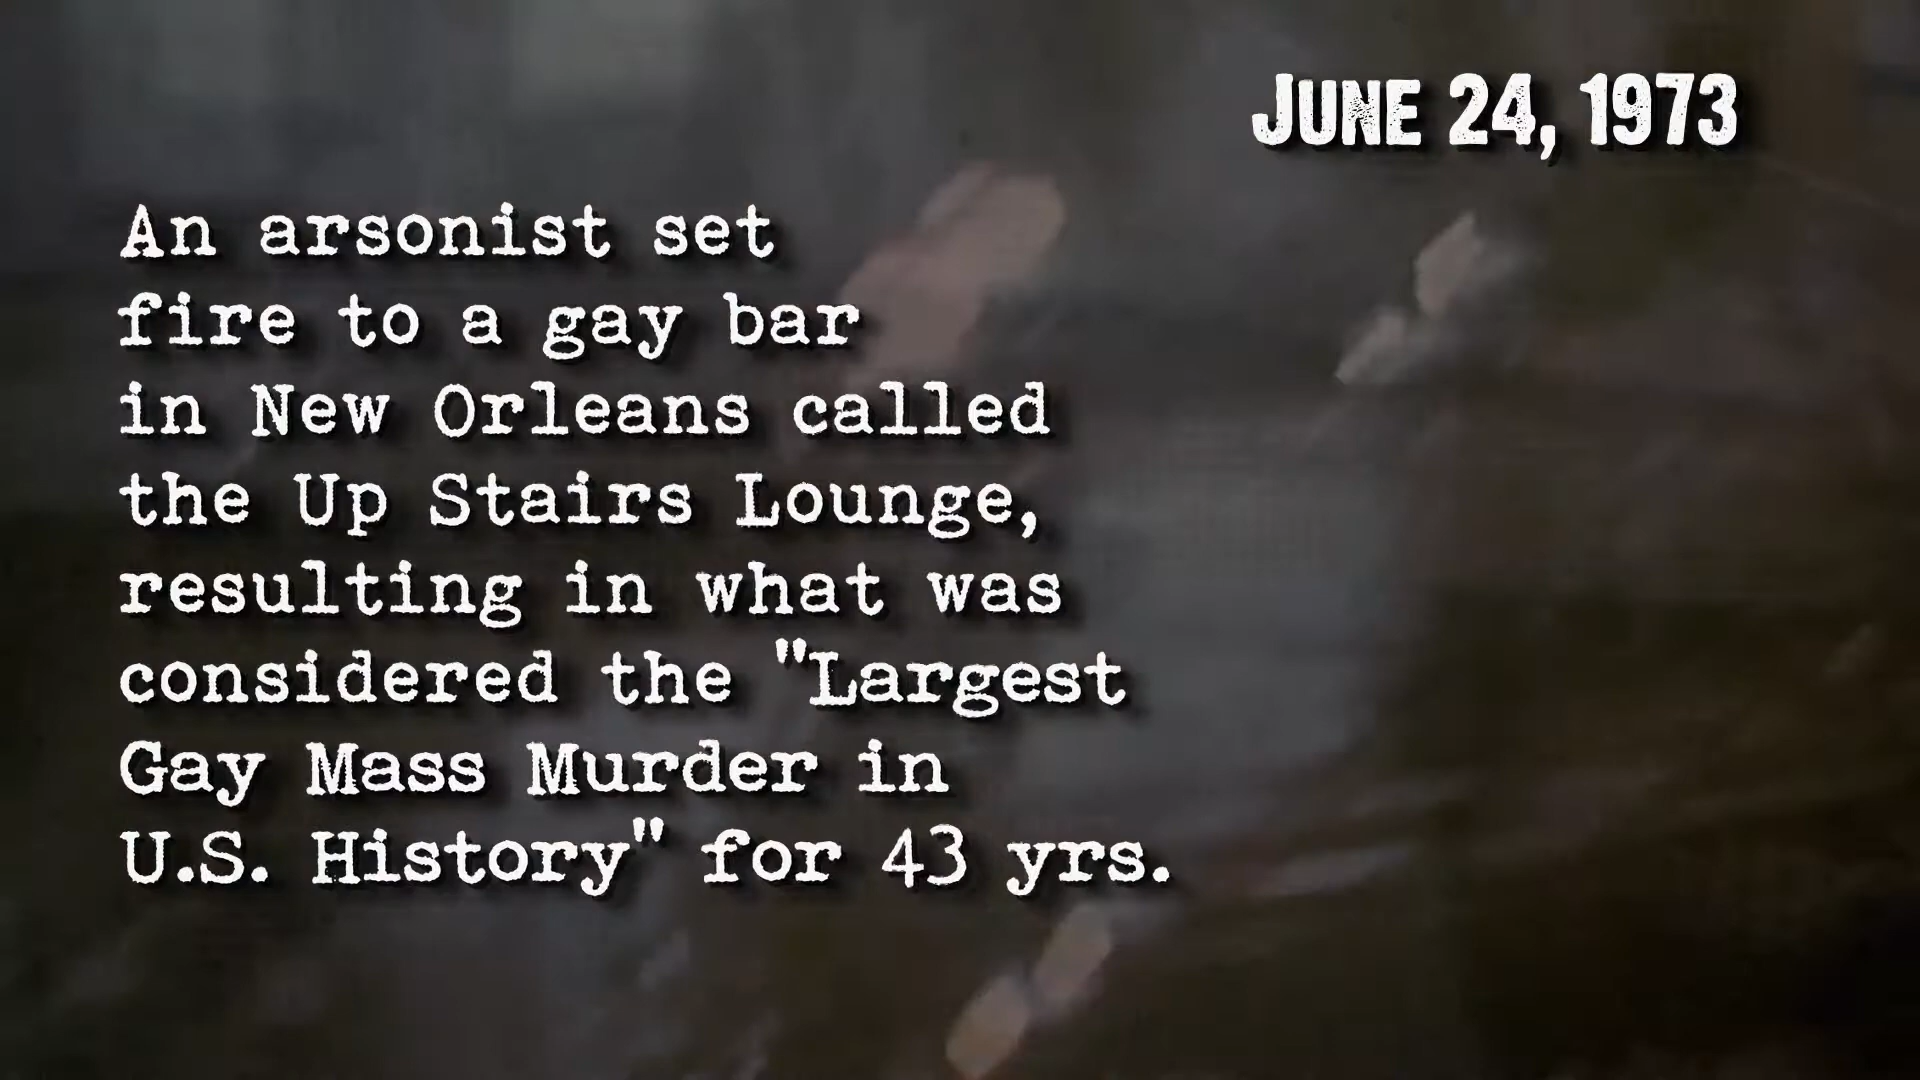 JUNE 24, 1973
An arsonist set
fire to a gay bar
in New Orleans called
the Up Stairs Lounge,
resulting in what was
considered the "Largest
Gay Mass Murder in
U.S. History" for 43 yrs.